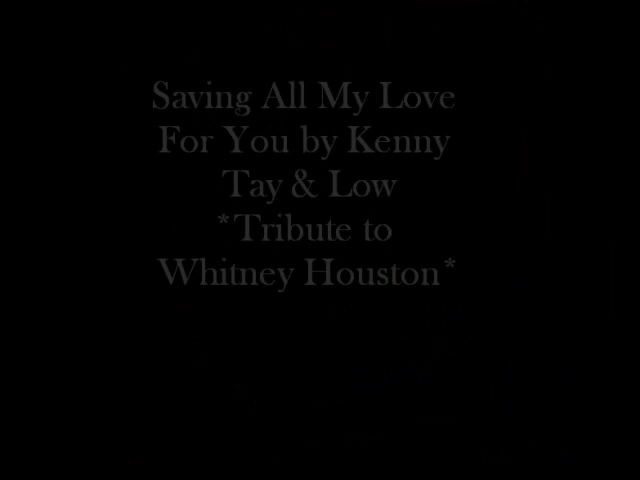 Saving All My Love
For You by Kenny
Tay & Low
*Tribute to
Whitney Houston*